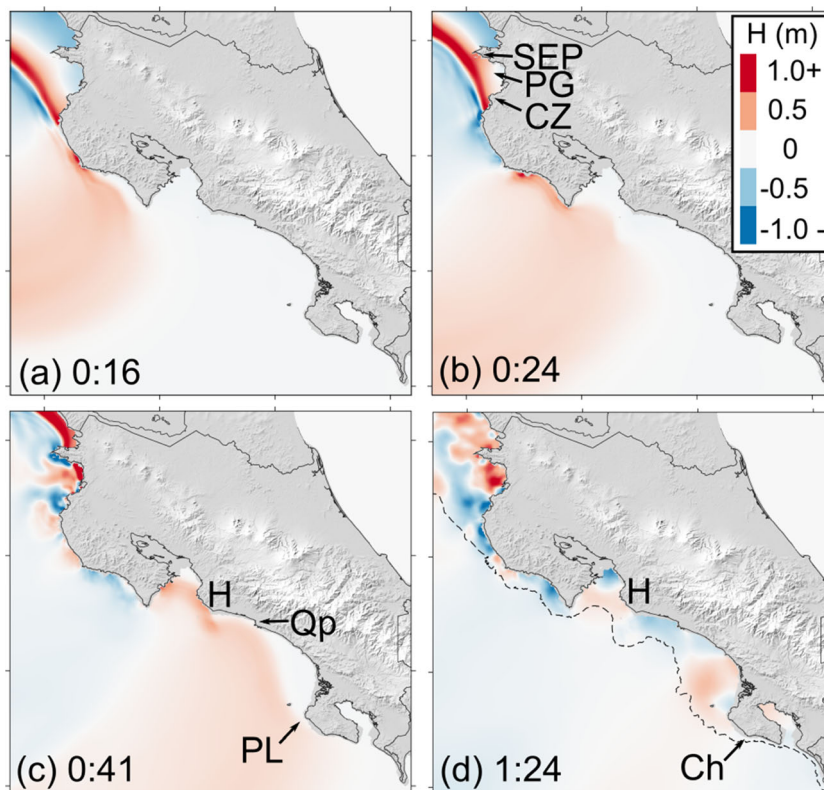 SEP
PG
CZ
H (m)
1.0+
0.5
0
-0.5
-1.0 -
(a) 0:16
(b) 0:24
H
Qp
PL
(c) 0:41
H
Ch
(d) 1:24